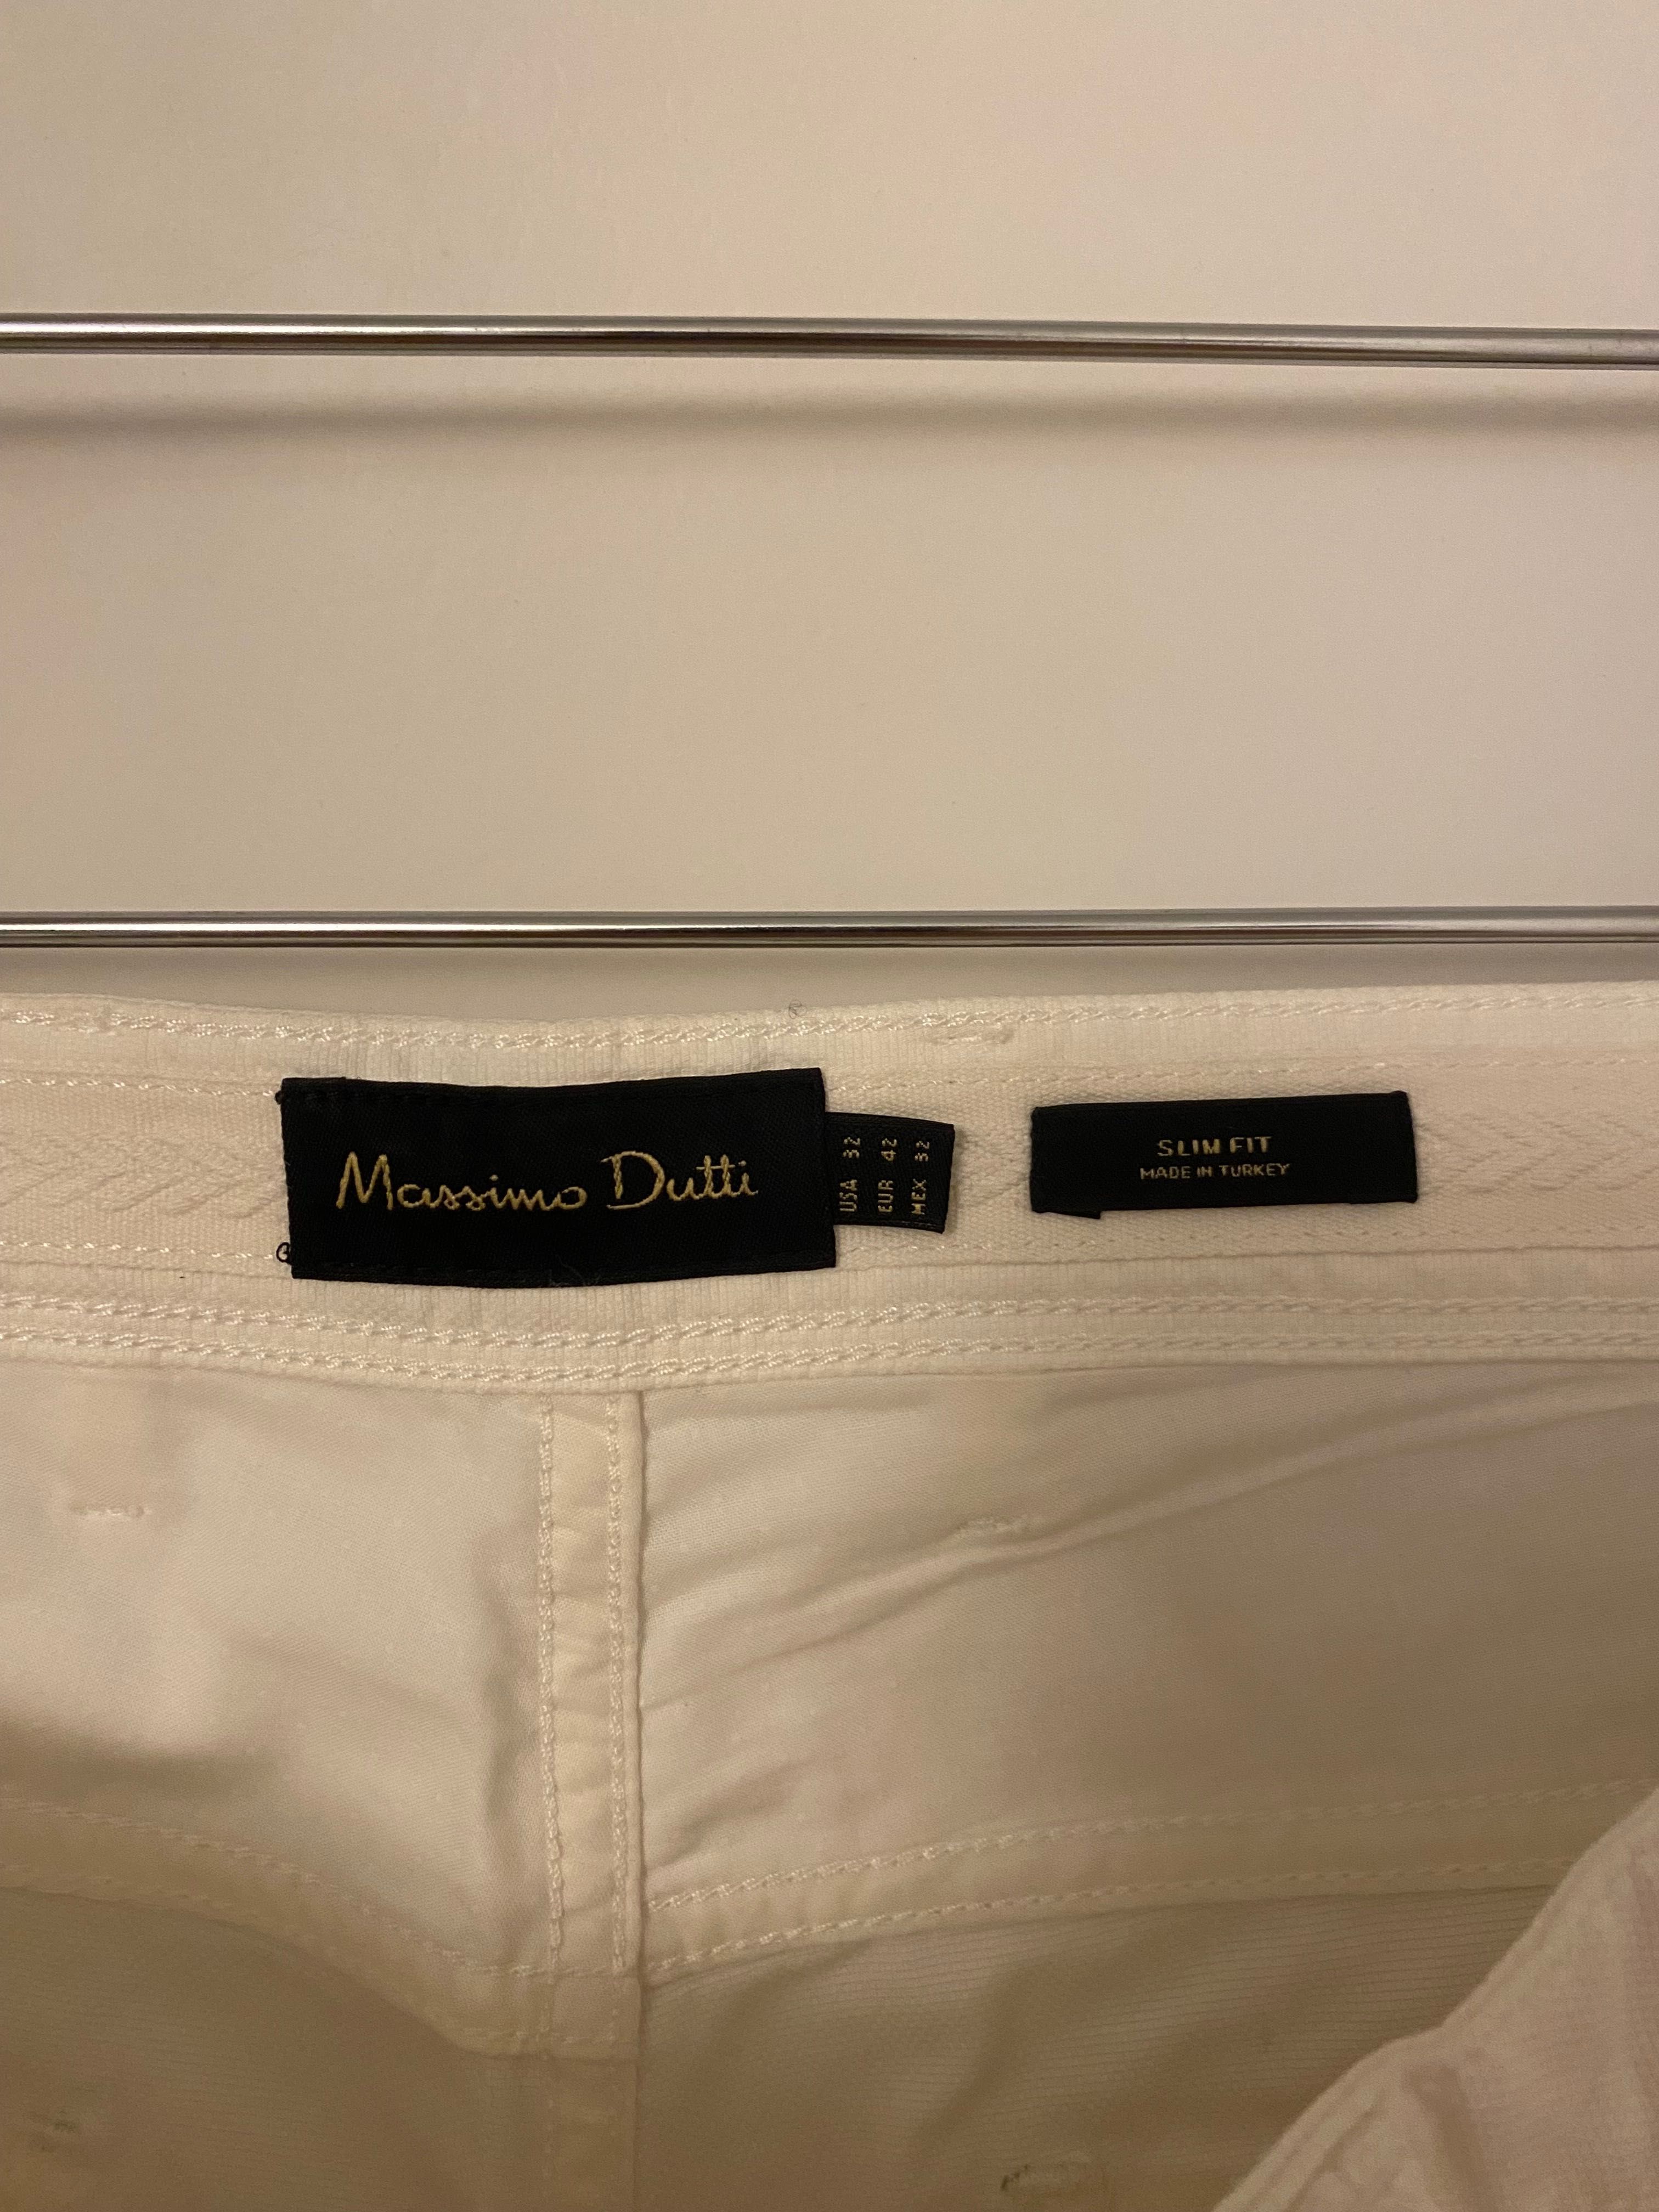 Massimo Dutti
USA 32
EUR 42
MEX 32
SLIM FIT
MADE IN TURKEY